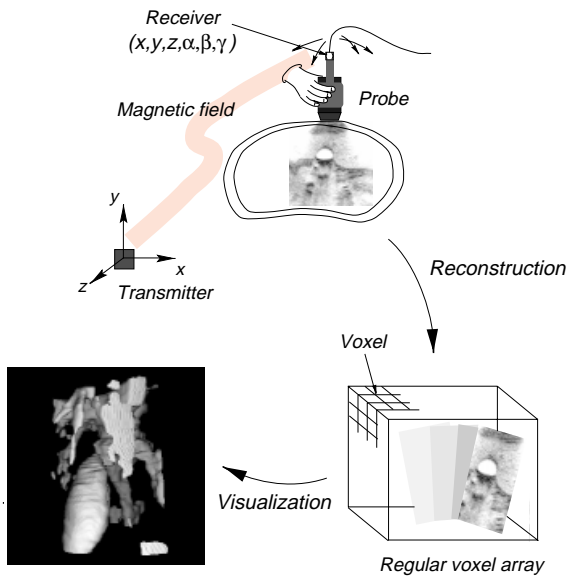 Receiver
(x,y,z,α,β,γ)
Magnetic field
Probe
y
x
z
Transmitter
Reconstruction
Voxel
Visualization
Regular voxel array